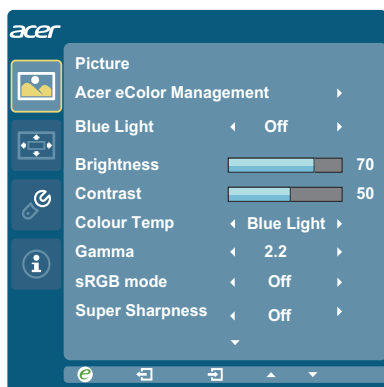 acer
Picture
Acer eColor Management
Blue Light Off
Brightness 70
Contrast 50
Colour Temp Blue Light
Gamma 2.2
sRGB mode Off
Super Sharpness Off
e